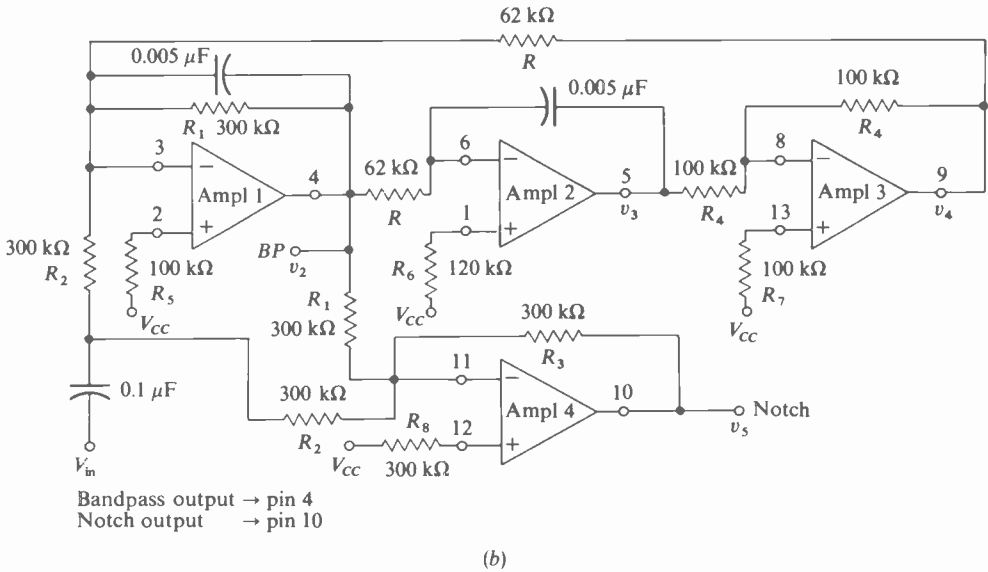 62 kΩ
R
0.005 μF
R1 300 kΩ
3
−
Ampl 1
4
2
+
100 kΩ
R5
VCC
300 kΩ
R2
0.1 μF
Vin
BP
v2
62 kΩ
R
R1
300 kΩ
0.005 μF
6
−
Ampl 2
5
v3
1
+
R6
120 kΩ
VCC
100 kΩ
R4
100 kΩ
R4
8
−
Ampl 3
9
v4
13
+
100 kΩ
R7
VCC
300 kΩ
R3
11
−
Ampl 4
10
Notch
v5
300 kΩ
R2
R8
12
+
VCC
300 kΩ
Bandpass output → pin 4
Notch output → pin 10
(b)